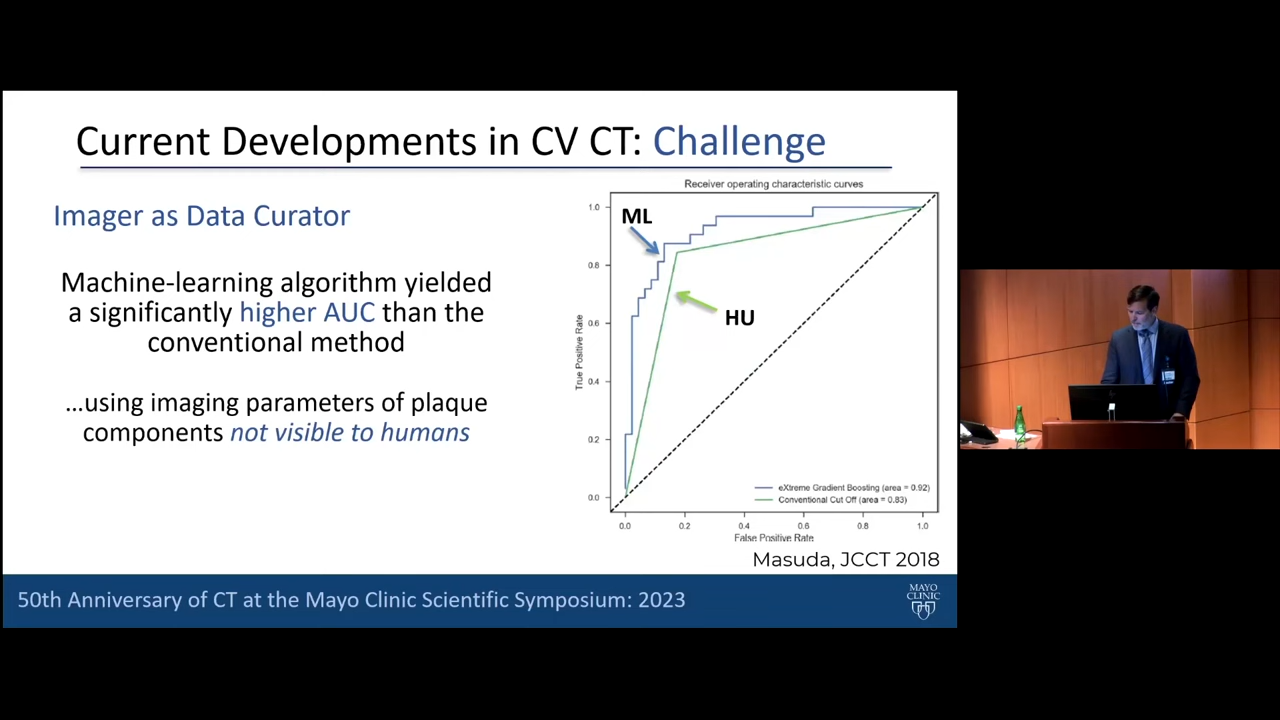 Current Developments in CV CT: Challenge
Imager as Data Curator
Machine-learning algorithm yielded
a significantly higher AUC than the
conventional method
...using imaging parameters of plaque
components not visible to humans
Receiver operating characteristic curves
ML
HU
True Positive Rate
1.0
0.8
0.6
0.4
0.2
0.0
eXtreme Gradient Boosting (area = 0.92)
Conventional Cut Off (area = 0.83)
0.0 0.2 0.4 0.6 0.8 1.0
False Positive Rate
Masuda, JCCT 2018
50th Anniversary of CT at the Mayo Clinic Scientific Symposium: 2023
MAYO
CLINIC